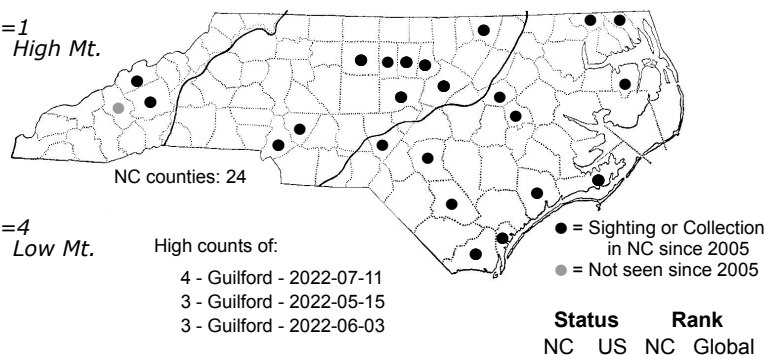 =1
High Mt.
NC counties: 24
=4
Low Mt.
High counts of:
4 - Guilford - 2022-07-11
3 - Guilford - 2022-05-15
3 - Guilford - 2022-06-03
= Sighting or Collection
in NC since 2005
= Not seen since 2005
Status Rank
NC US NC Global